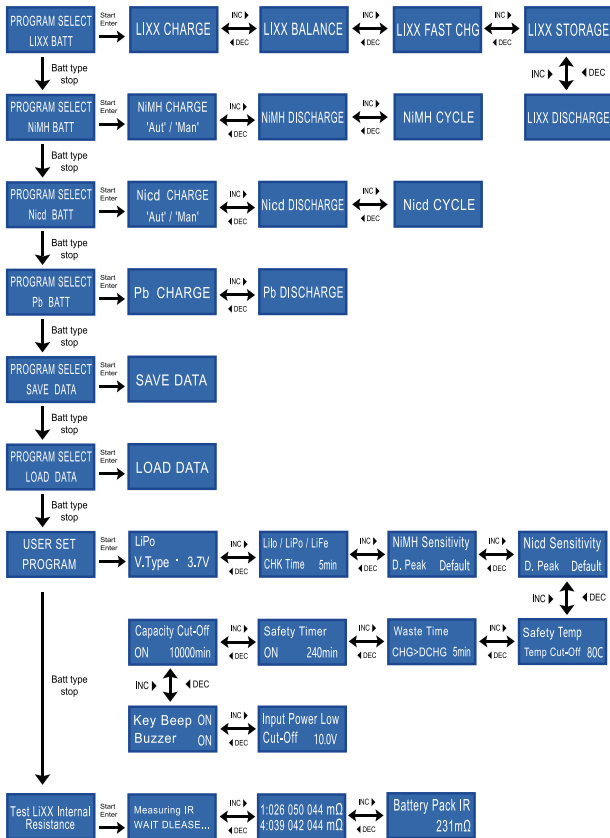 PROGRAM SELECT
LIXX BATT
Start
Enter
LIXX CHARGE
INC ▶
◀ DEC
LIXX BALANCE
INC ▶
◀ DEC
LIXX FAST CHG
INC ▶
◀ DEC
LIXX STORAGE
INC ▶
◀ DEC
LIXX DISCHARGE
Batt type
stop
PROGRAM SELECT
NiMH BATT
Start
Enter
NiMH CHARGE
'Aut' / 'Man'
INC ▶
◀ DEC
NiMH DISCHARGE
INC ▶
◀ DEC
NiMH CYCLE
Batt type
stop
PROGRAM SELECT
Nicd BATT
Start
Enter
Nicd CHARGE
'Aut' / 'Man'
INC ▶
◀ DEC
Nicd DISCHARGE
INC ▶
◀ DEC
Nicd CYCLE
Batt type
stop
PROGRAM SELECT
Pb BATT
Start
Enter
Pb CHARGE
INC ▶
◀ DEC
Pb DISCHARGE
Batt type
stop
PROGRAM SELECT
SAVE DATA
Start
Enter
SAVE DATA
Batt type
stop
PROGRAM SELECT
LOAD DATA
Start
Enter
LOAD DATA
Batt type
stop
USER SET
PROGRAM
Start
Enter
LiPo
V.Type · 3.7V
INC ▶
◀ DEC
LiIo / LiPo / LiFe
CHK Time 5min
INC ▶
◀ DEC
NiMH Sensitivity
D. Peak Default
INC ▶
◀ DEC
Nicd Sensitivity
D. Peak Default
INC ▶
◀ DEC
Safety Temp
Temp Cut-Off 80C
INC ▶
◀ DEC
Waste Time
CHG>DCHG 5min
INC ▶
◀ DEC
Safety Timer
ON 240min
INC ▶
◀ DEC
Capacity Cut-Off
ON 10000min
INC ▶
◀ DEC
Key Beep ON
Buzzer ON
INC ▶
◀ DEC
Input Power Low
Cut-Off 10.0V
Batt type
stop
Test LiXX Internal
Resistance
Start
Enter
Measuring IR
WAIT DLEASE...
INC ▶
◀ DEC
1:026 050 044 mΩ
4:039 042 044 mΩ
INC ▶
◀ DEC
Battery Pack IR
231mΩ